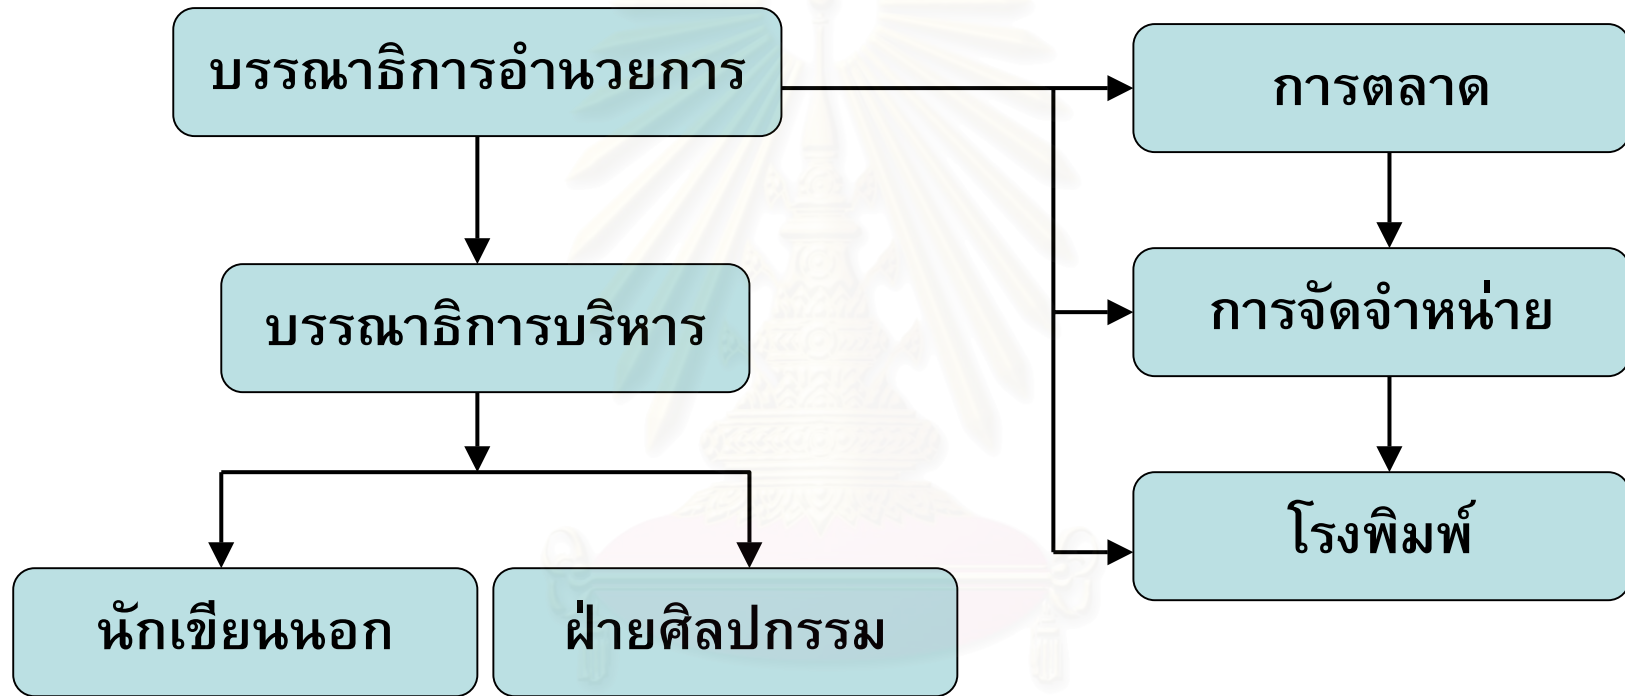 บรรณาธิการอำนวยการ
การตลาด
บรรณาธิการบริหาร
การจัดจำหน่าย
โรงพิมพ์
นักเขียนนอก
ฝ่ายศิลปกรรม